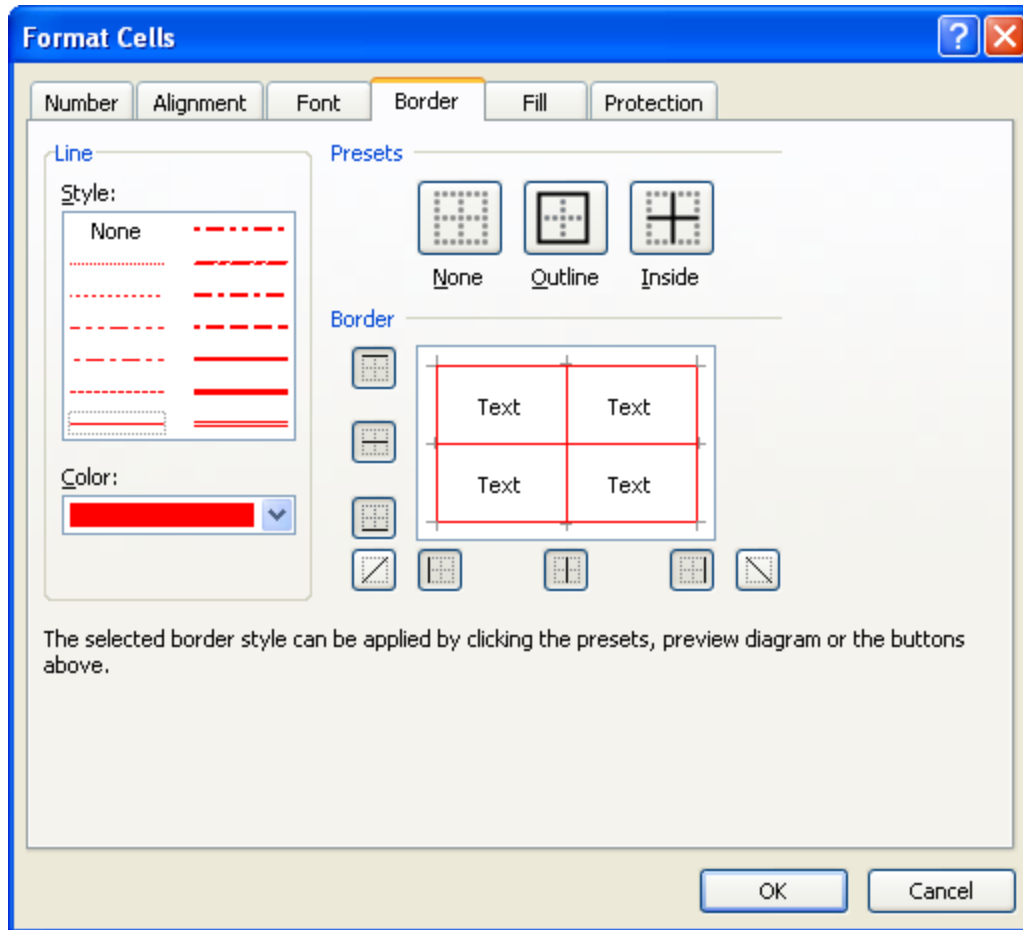 Format Cells
?
Number Alignment Font Border Fill Protection
Line
Style:
None
Color:
Presets
None Outline Inside
Border
Text Text
Text Text
The selected border style can be applied by clicking the presets, preview diagram or the buttons
above.
OK Cancel